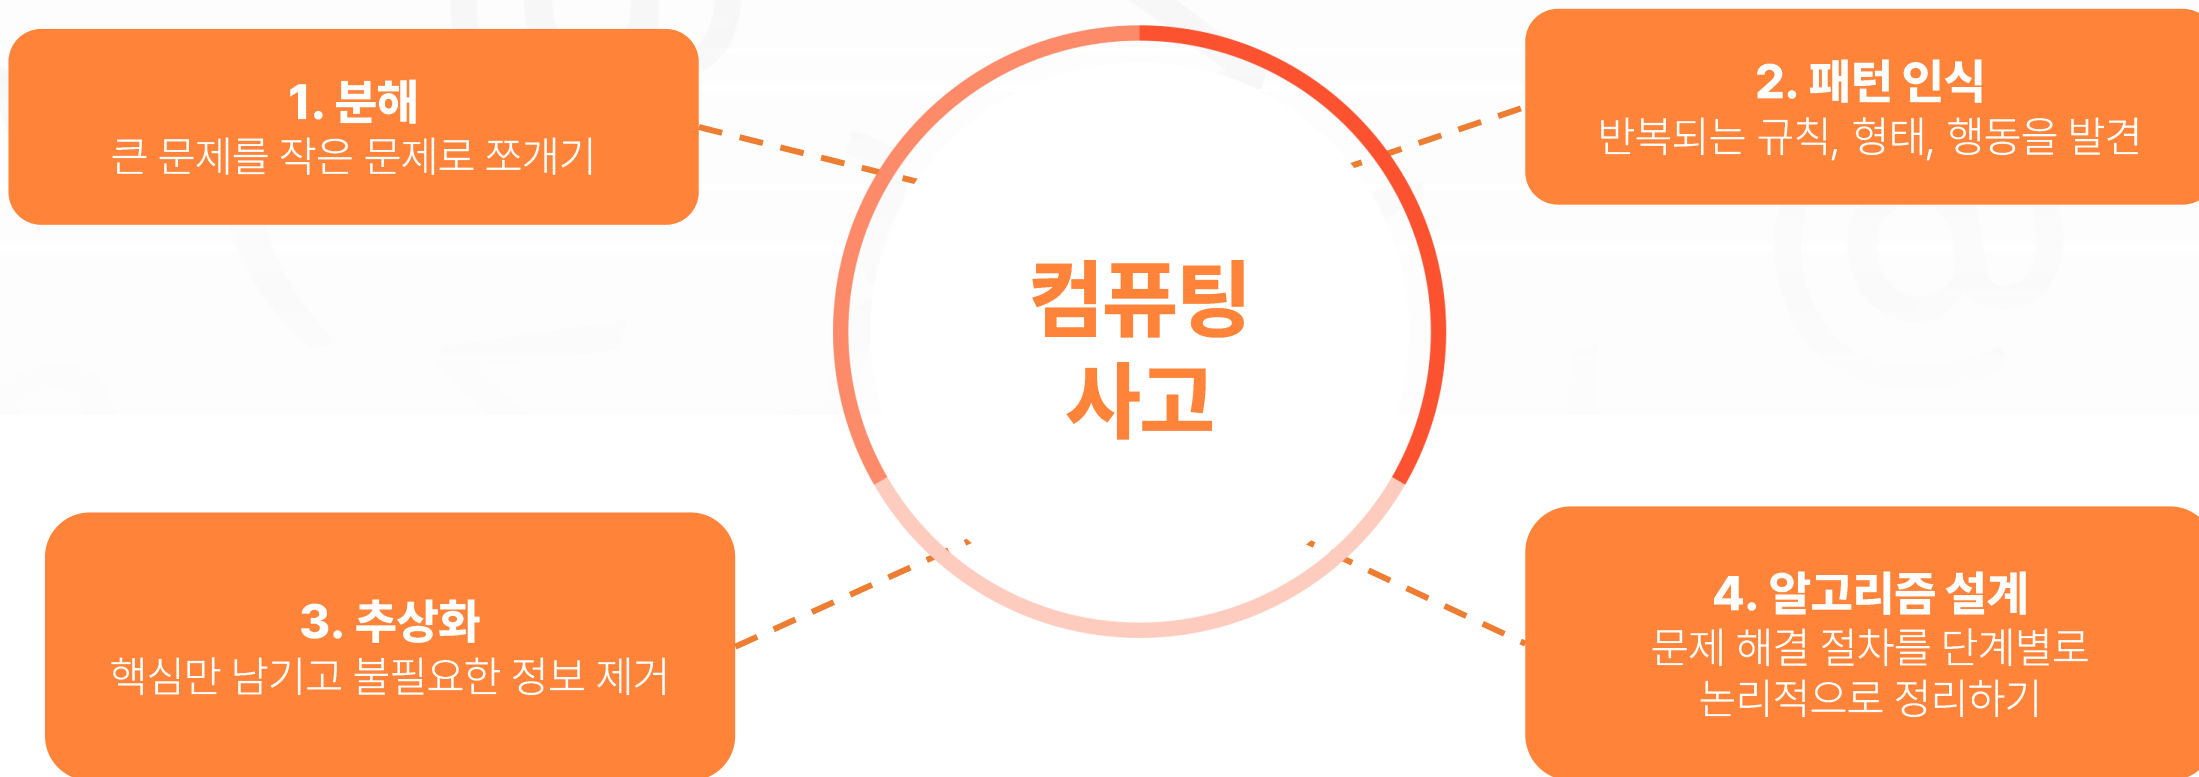 1. 분해
큰 문제를 작은 문제로 쪼개기
2. 패턴 인식
반복되는 규칙, 형태, 행동을 발견
컴퓨팅
사고
3. 추상화
핵심만 남기고 불필요한 정보 제거
4. 알고리즘 설계
문제 해결 절차를 단계별로
논리적으로 정리하기